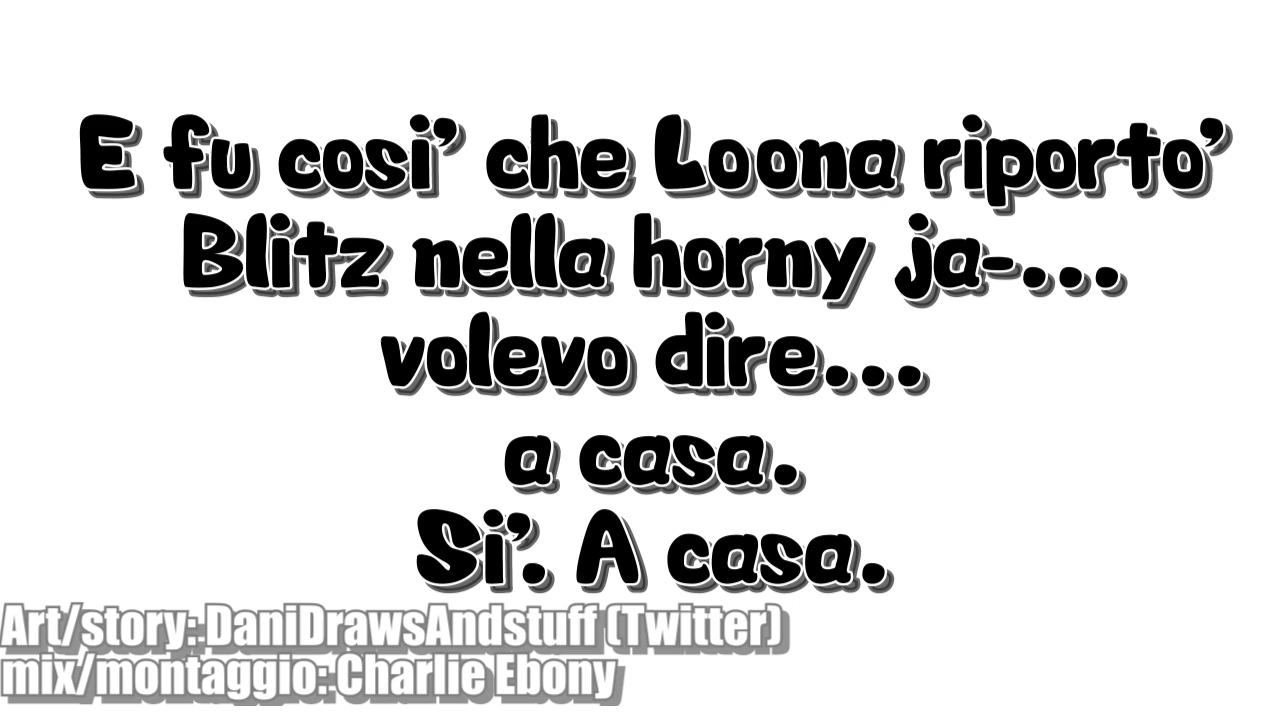 E fu cosi' che Loona riporto'
Blitz nella horny ja-...
volevo dire...
a casa.
Si'. A casa.
Art/story: DaniDrawsAndstuff (Twitter)
mix/montaggio: Charlie Ebony